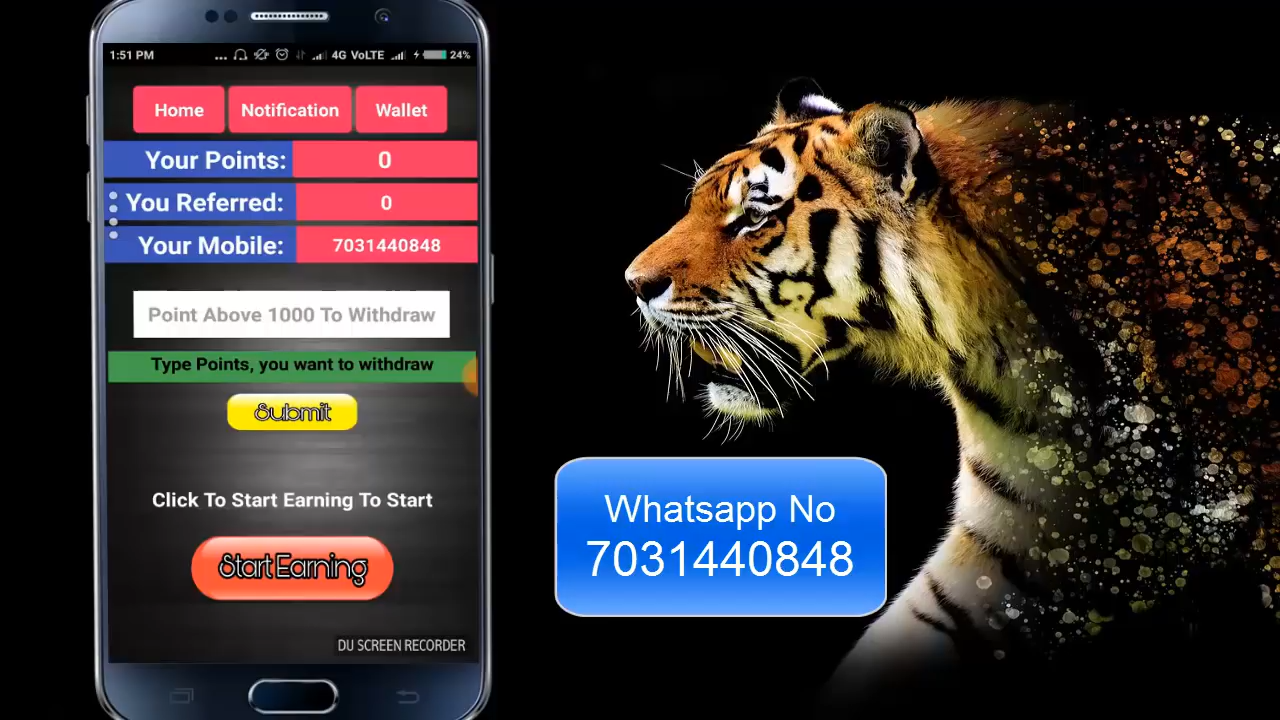 1:51 PM ... 4G VoLTE 24%
Home Notification Wallet
Your Points: 0
You Referred: 0
Your Mobile: 7031440848
Point Above 1000 To Withdraw
Type Points, you want to withdraw
Submit
Click To Start Earning To Start
Start Earning
DU SCREEN RECORDER
Whatsapp No
7031440848